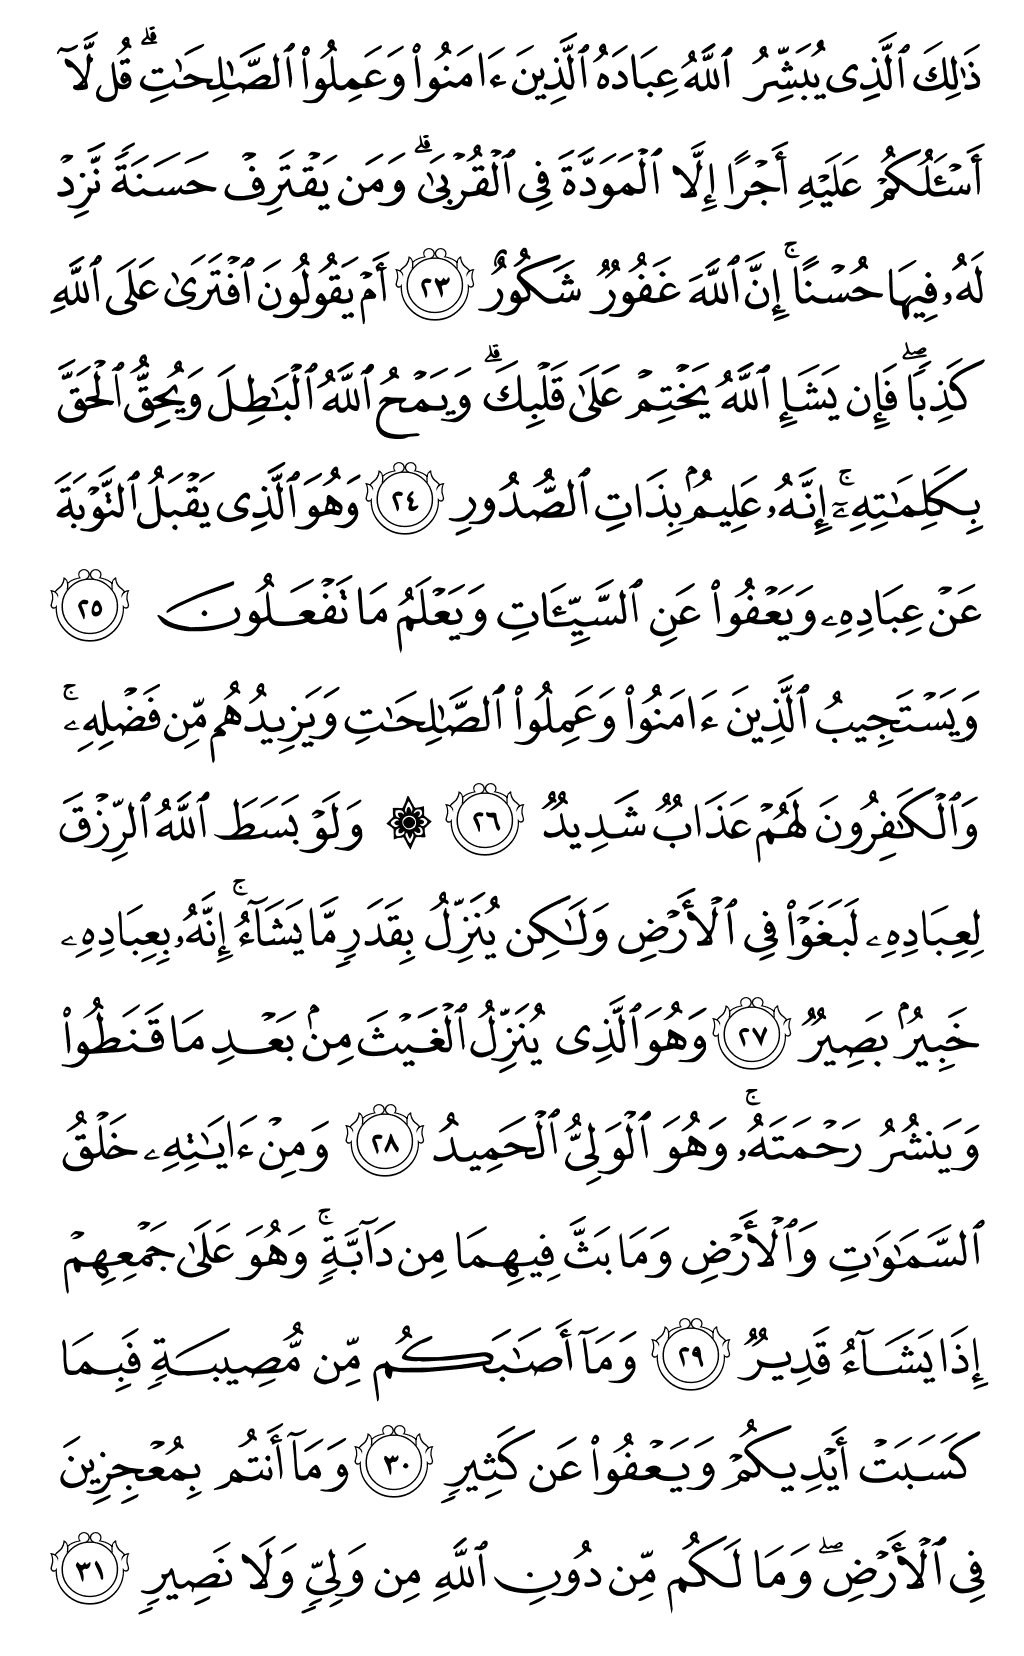 ذَٰلِكَ ٱلَّذِى يُبَشِّرُ ٱللَّهُ عِبَادَهُ ٱلَّذِينَ ءَامَنُوا۟ وَعَمِلُوا۟ ٱلصَّـٰلِحَـٰتِ ۗ قُل لَّآ
أَسْـَٔلُكُمْ عَلَيْهِ أَجْرًا إِلَّا ٱلْمَوَدَّةَ فِى ٱلْقُرْبَىٰ ۗ وَمَن يَقْتَرِفْ حَسَنَةً نَّزِدْ
لَهُۥ فِيهَا حُسْنًا ۚ إِنَّ ٱللَّهَ غَفُورٌ شَكُورٌ ٢٣ أَمْ يَقُولُونَ ٱفْتَرَىٰ عَلَى ٱللَّهِ
كَذِبًا ۖ فَإِن يَشَإِ ٱللَّهُ يَخْتِمْ عَلَىٰ قَلْبِكَ ۗ وَيَمْحُ ٱللَّهُ ٱلْبَـٰطِلَ وَيُحِقُّ ٱلْحَقَّ
بِكَلِمَـٰتِهِۦٓ ۚ إِنَّهُۥ عَلِيمٌۢ بِذَاتِ ٱلصُّدُورِ ٢٤ وَهُوَ ٱلَّذِى يَقْبَلُ ٱلتَّوْبَةَ
عَنْ عِبَادِهِۦ وَيَعْفُوا۟ عَنِ ٱلسَّيِّـَٔاتِ وَيَعْلَمُ مَا تَفْعَلُونَ ٢٥
وَيَسْتَجِيبُ ٱلَّذِينَ ءَامَنُوا۟ وَعَمِلُوا۟ ٱلصَّـٰلِحَـٰتِ وَيَزِيدُهُم مِّن فَضْلِهِۦ ۚ
وَٱلْكَـٰفِرُونَ لَهُمْ عَذَابٌ شَدِيدٌ ٢٦ ۞ وَلَوْ بَسَطَ ٱللَّهُ ٱلرِّزْقَ
لِعِبَادِهِۦ لَبَغَوْا۟ فِى ٱلْأَرْضِ وَلَـٰكِن يُنَزِّلُ بِقَدَرٍ مَّا يَشَآءُ ۚ إِنَّهُۥ بِعِبَادِهِۦ
خَبِيرٌۢ بَصِيرٌ ٢٧ وَهُوَ ٱلَّذِى يُنَزِّلُ ٱلْغَيْثَ مِنۢ بَعْدِ مَا قَنَطُوا۟
وَيَنشُرُ رَحْمَتَهُۥ ۚ وَهُوَ ٱلْوَلِىُّ ٱلْحَمِيدُ ٢٨ وَمِنْ ءَايَـٰتِهِۦ خَلْقُ
ٱلسَّمَـٰوَٰتِ وَٱلْأَرْضِ وَمَا بَثَّ فِيهِمَا مِن دَآبَّةٍ ۚ وَهُوَ عَلَىٰ جَمْعِهِمْ
إِذَا يَشَآءُ قَدِيرٌ ٢٩ وَمَآ أَصَـٰبَكُم مِّن مُّصِيبَةٍ فَبِمَا
كَسَبَتْ أَيْدِيكُمْ وَيَعْفُوا۟ عَن كَثِيرٍ ٣٠ وَمَآ أَنتُم بِمُعْجِزِينَ
فِى ٱلْأَرْضِ ۖ وَمَا لَكُم مِّن دُونِ ٱللَّهِ مِن وَلِىٍّ وَلَا نَصِيرٍ ٣١